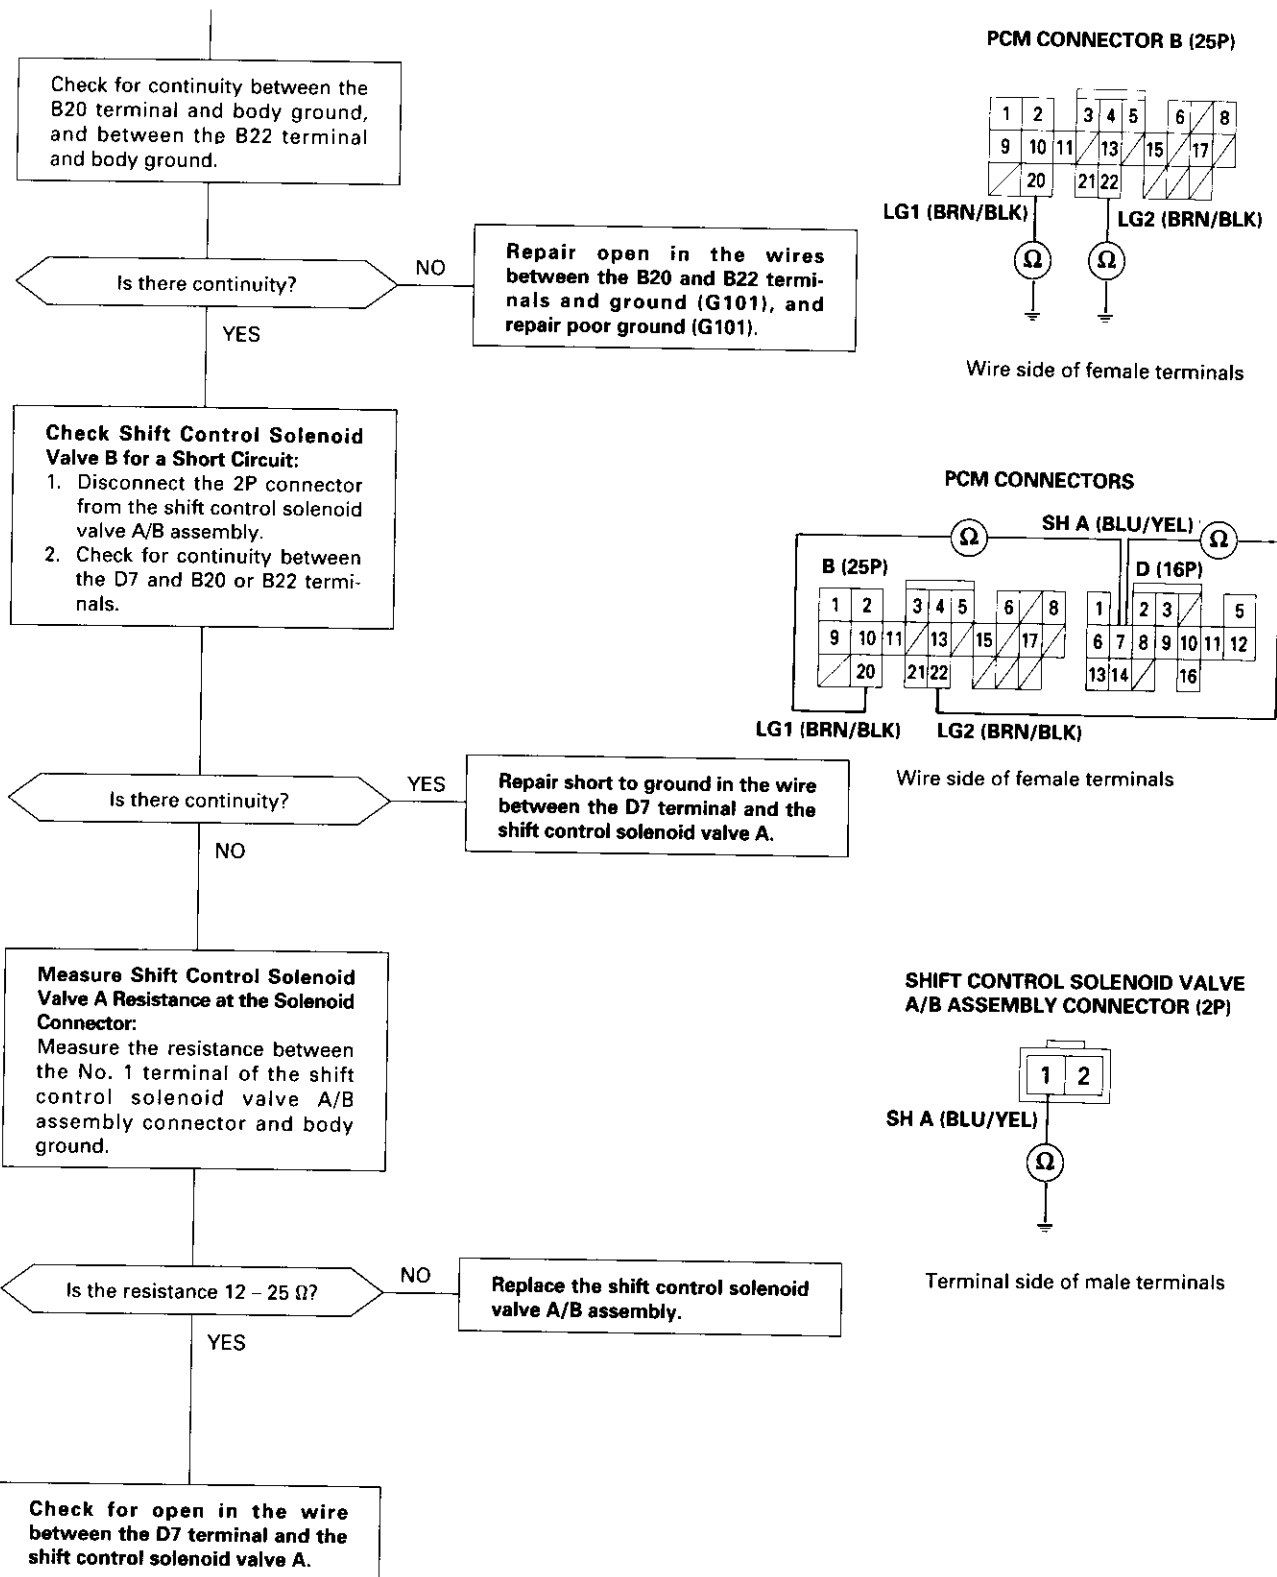 Check for continuity between the
B20 terminal and body ground,
and between the B22 terminal
and body ground.
Is there continuity?
NO
Repair open in the wires
between the B20 and B22 termi-
nals and ground (G101), and
repair poor ground (G101).
YES
PCM CONNECTOR B (25P)
1 2 3 4 5 6 8
9 10 11 13 15 17
20 21 22
LG1 (BRN/BLK)
LG2 (BRN/BLK)
Ω Ω
Wire side of female terminals
Check Shift Control Solenoid
Valve B for a Short Circuit:
1. Disconnect the 2P connector
from the shift control solenoid
valve A/B assembly.
2. Check for continuity between
the D7 and B20 or B22 termi-
nals.
PCM CONNECTORS
SH A (BLU/YEL)
Ω Ω
B (25P)
D (16P)
1 2 3 4 5 6 8 1 2 3 5
9 10 11 13 15 17 6 7 8 9 10 11 12
20 21 22 13 14 16
LG1 (BRN/BLK)
LG2 (BRN/BLK)
Wire side of female terminals
Is there continuity?
YES
Repair short to ground in the wire
between the D7 terminal and the
shift control solenoid valve A.
NO
Measure Shift Control Solenoid
Valve A Resistance at the Solenoid
Connector:
Measure the resistance between
the No. 1 terminal of the shift
control solenoid valve A/B
assembly connector and body
ground.
SHIFT CONTROL SOLENOID VALVE
A/B ASSEMBLY CONNECTOR (2P)
1 2
SH A (BLU/YEL)
Ω
Terminal side of male terminals
Is the resistance 12 – 25 Ω?
NO
Replace the shift control solenoid
valve A/B assembly.
YES
Check for open in the wire
between the D7 terminal and the
shift control solenoid valve A.